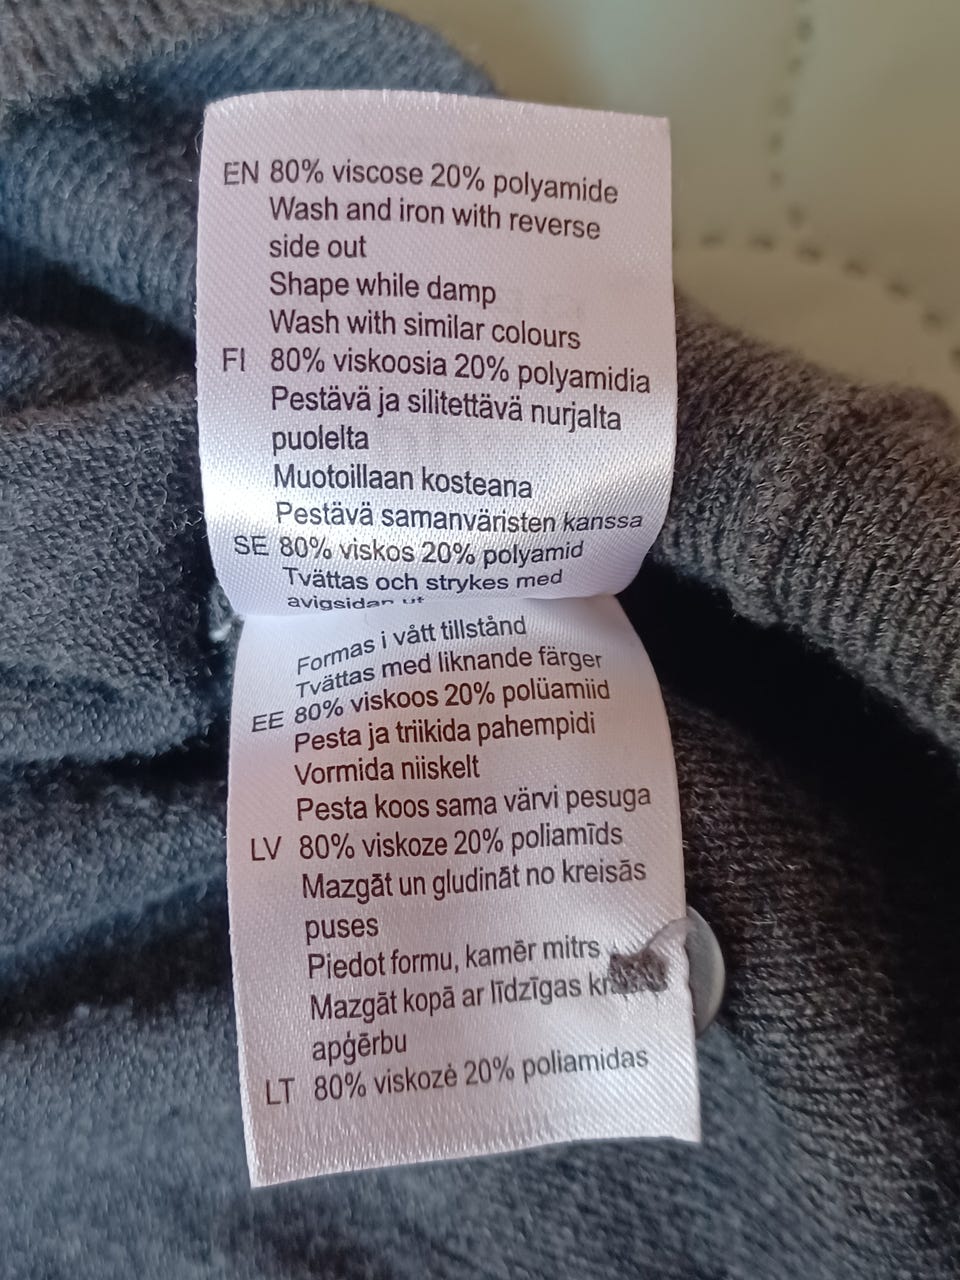 EN 80% viscose 20% polyamide
Wash and iron with reverse
side out
Shape while damp
Wash with similar colours
FI 80% viskoosia 20% polyamidia
Pestävä ja silitettävä nurjalta
puolelta
Muotoillaan kosteana
Pestävä samanväristen kanssa
SE 80% viskos 20% polyamid
Tvättas och strykes med
avigsidan ut
Formas i vått tillstånd
Tvättas med liknande färger
EE 80% viskoos 20% polüamiid
Pesta ja triikida pahempidi
Vormida niiskelt
Pesta koos sama värvi pesuga
LV 80% viskoze 20% poliamīds
Mazgāt un gludināt no kreisās
puses
Piedot formu, kamēr mitrs
Mazgāt kopā ar līdzīgas
apģērbu
LT 80% viskozė 20% poliamidas